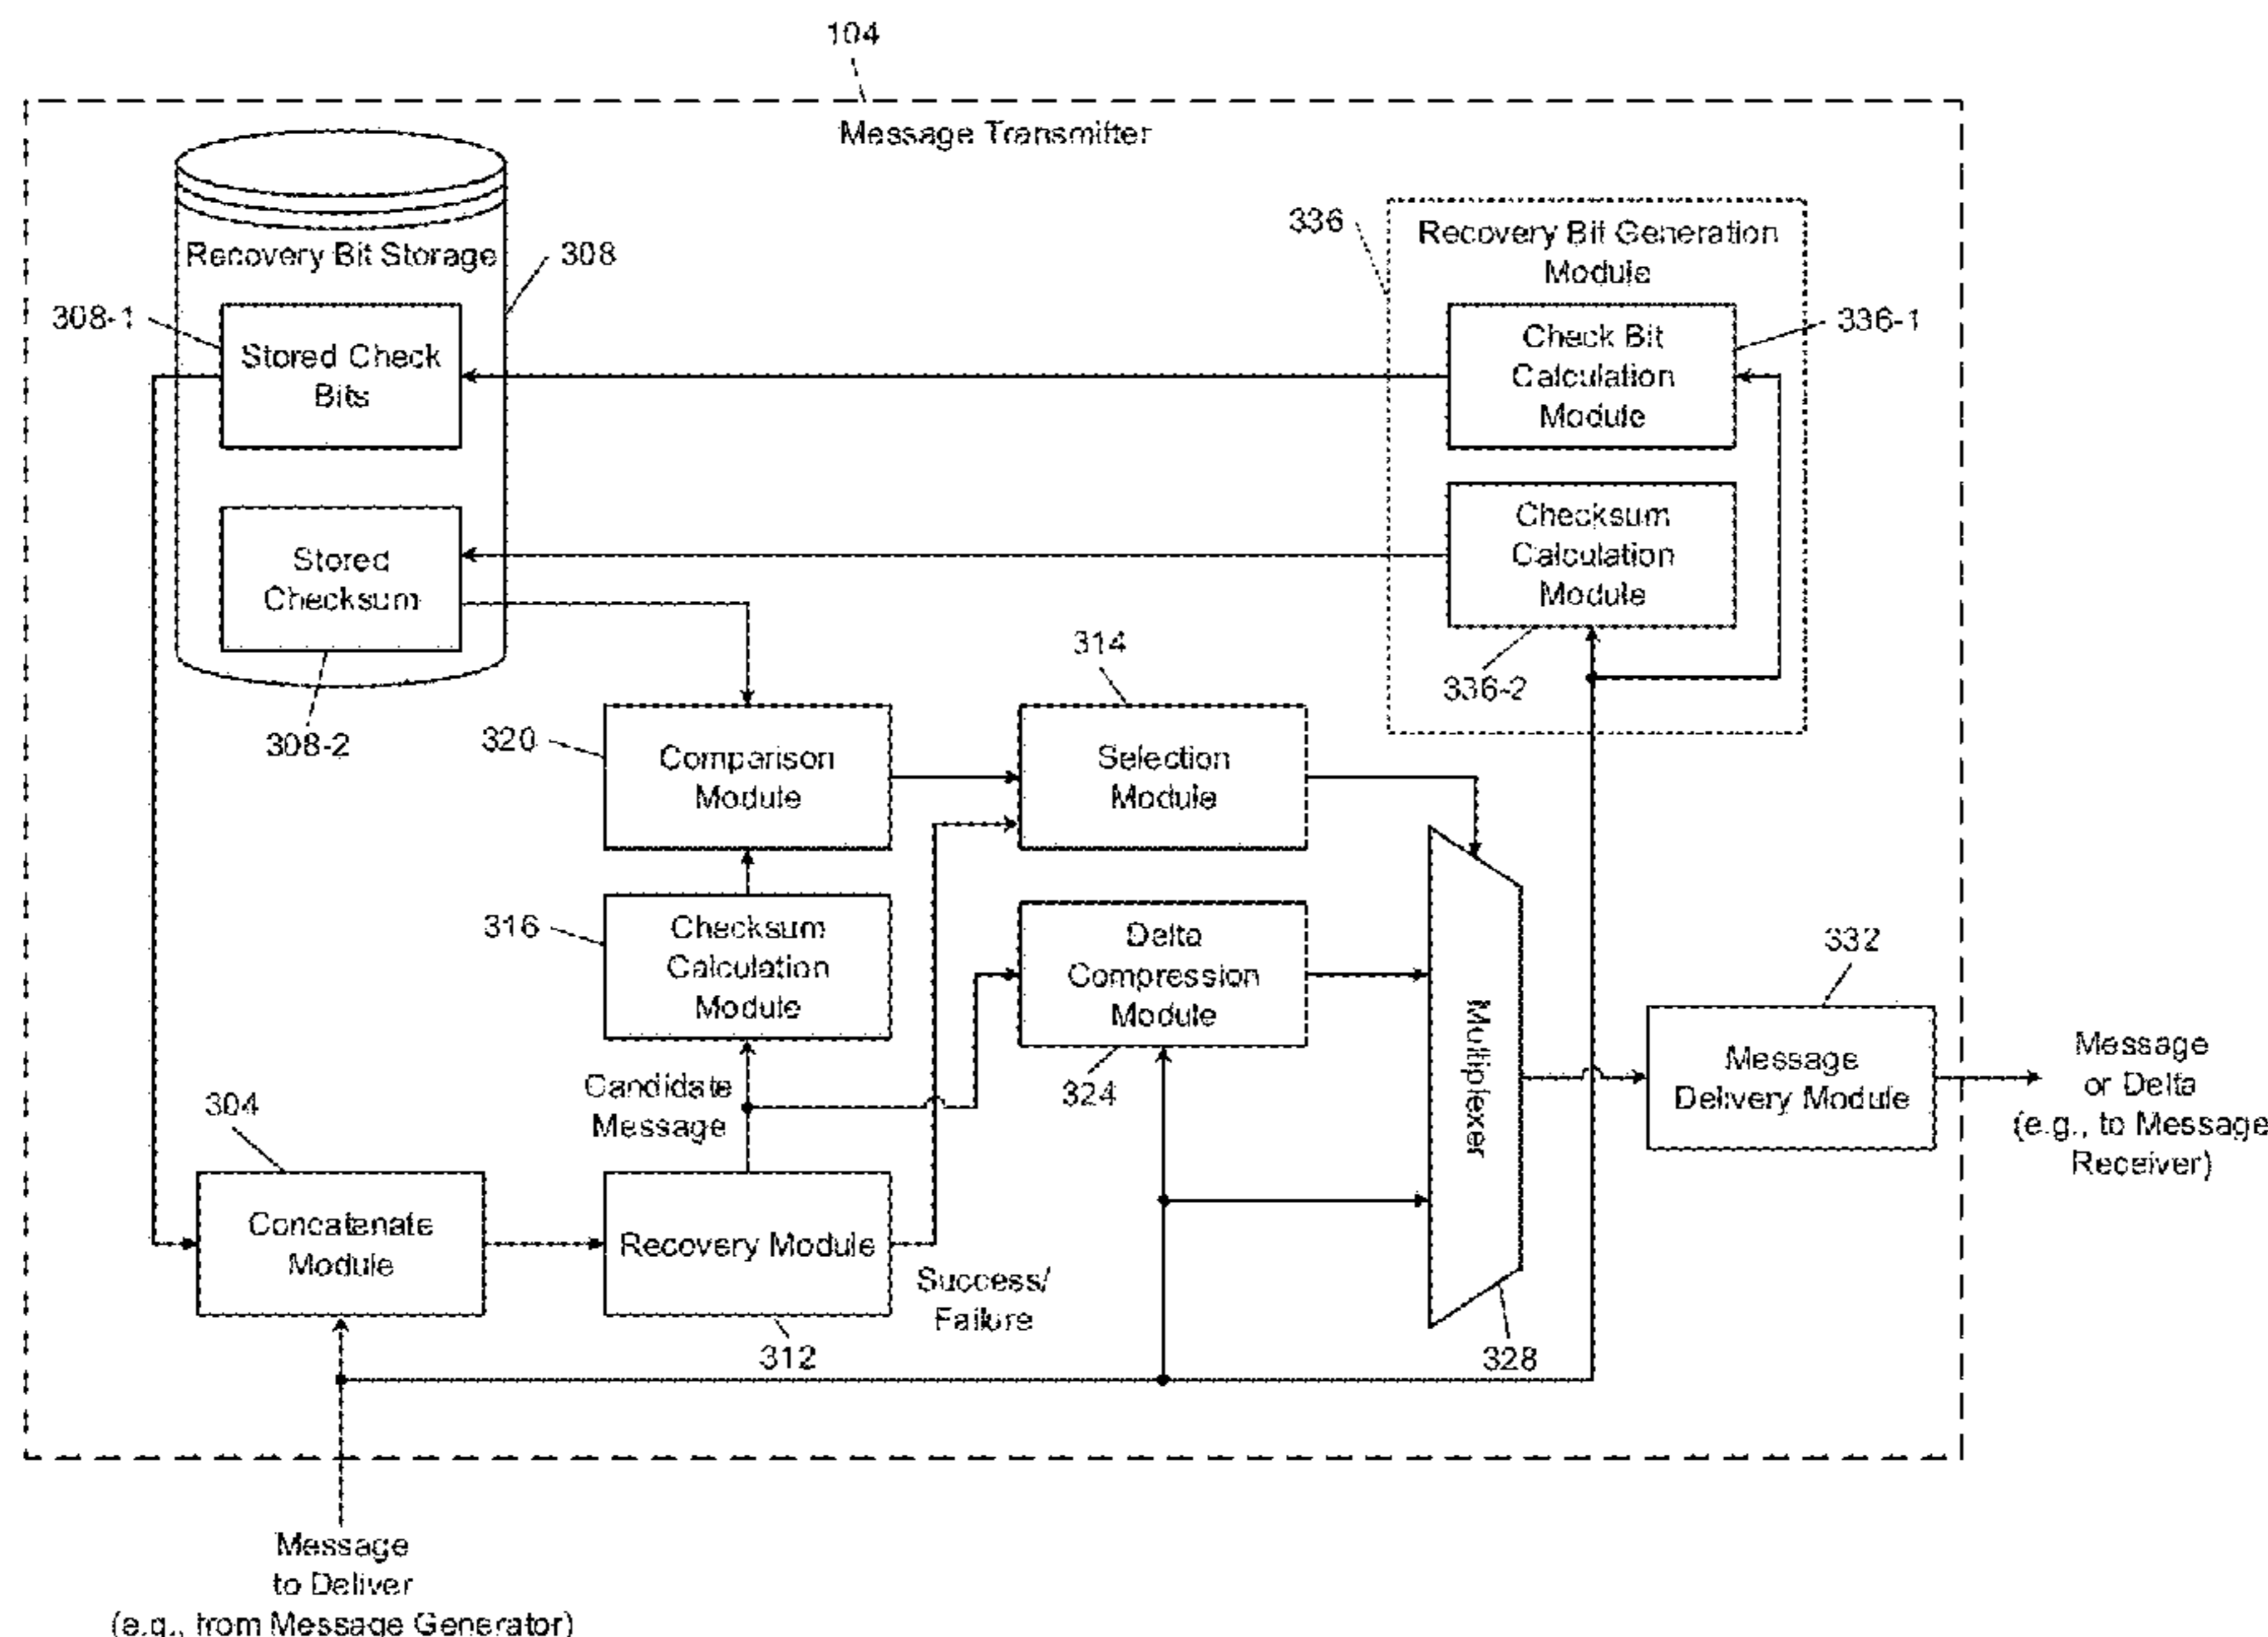 104
Message Transmitter
Recovery Bit Storage
308
308-1
Stored Check
Bits
Stored
Checksum
308-2
336
Recovery Bit Generation
Module
Check Bit
Calculation
Module
336-1
Checksum
Calculation
Module
336-2
320
Comparison
Module
314
Selection
Module
316
Checksum
Calculation
Module
Delta
Compression
Module
324
Multiplexer
328
332
Message
Delivery Module
Message
or Delta
(e.g., to Message
Receiver)
Candidate
Message
304
Concatenate
Module
Recovery Module
312
Success/
Failure
Message
to Deliver
(e.g., from Message Generator)